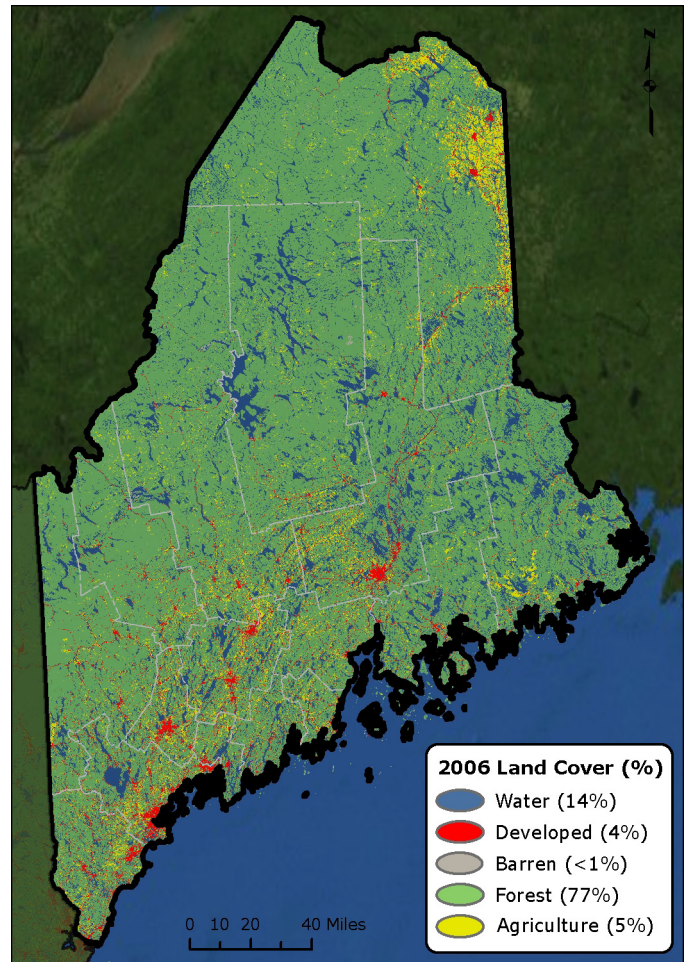 N
2006 Land Cover (%)
Water (14%)
Developed (4%)
Barren (<1%)
Forest (77%)
Agriculture (5%)
0 10 20 40 Miles